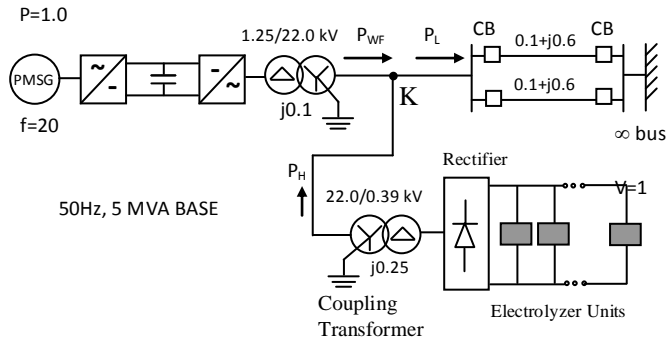 P=1.0
1.25/22.0 kV
P_WF
P_L
CB
CB
0.1+j0.6
PMSG
~
-
-
~
K
0.1+j0.6
j0.1
f=20
∞ bus
P_H
Rectifier
22.0/0.39 kV
V=1
50Hz, 5 MVA BASE
j0.25
Coupling
Transformer
Electrolyzer Units